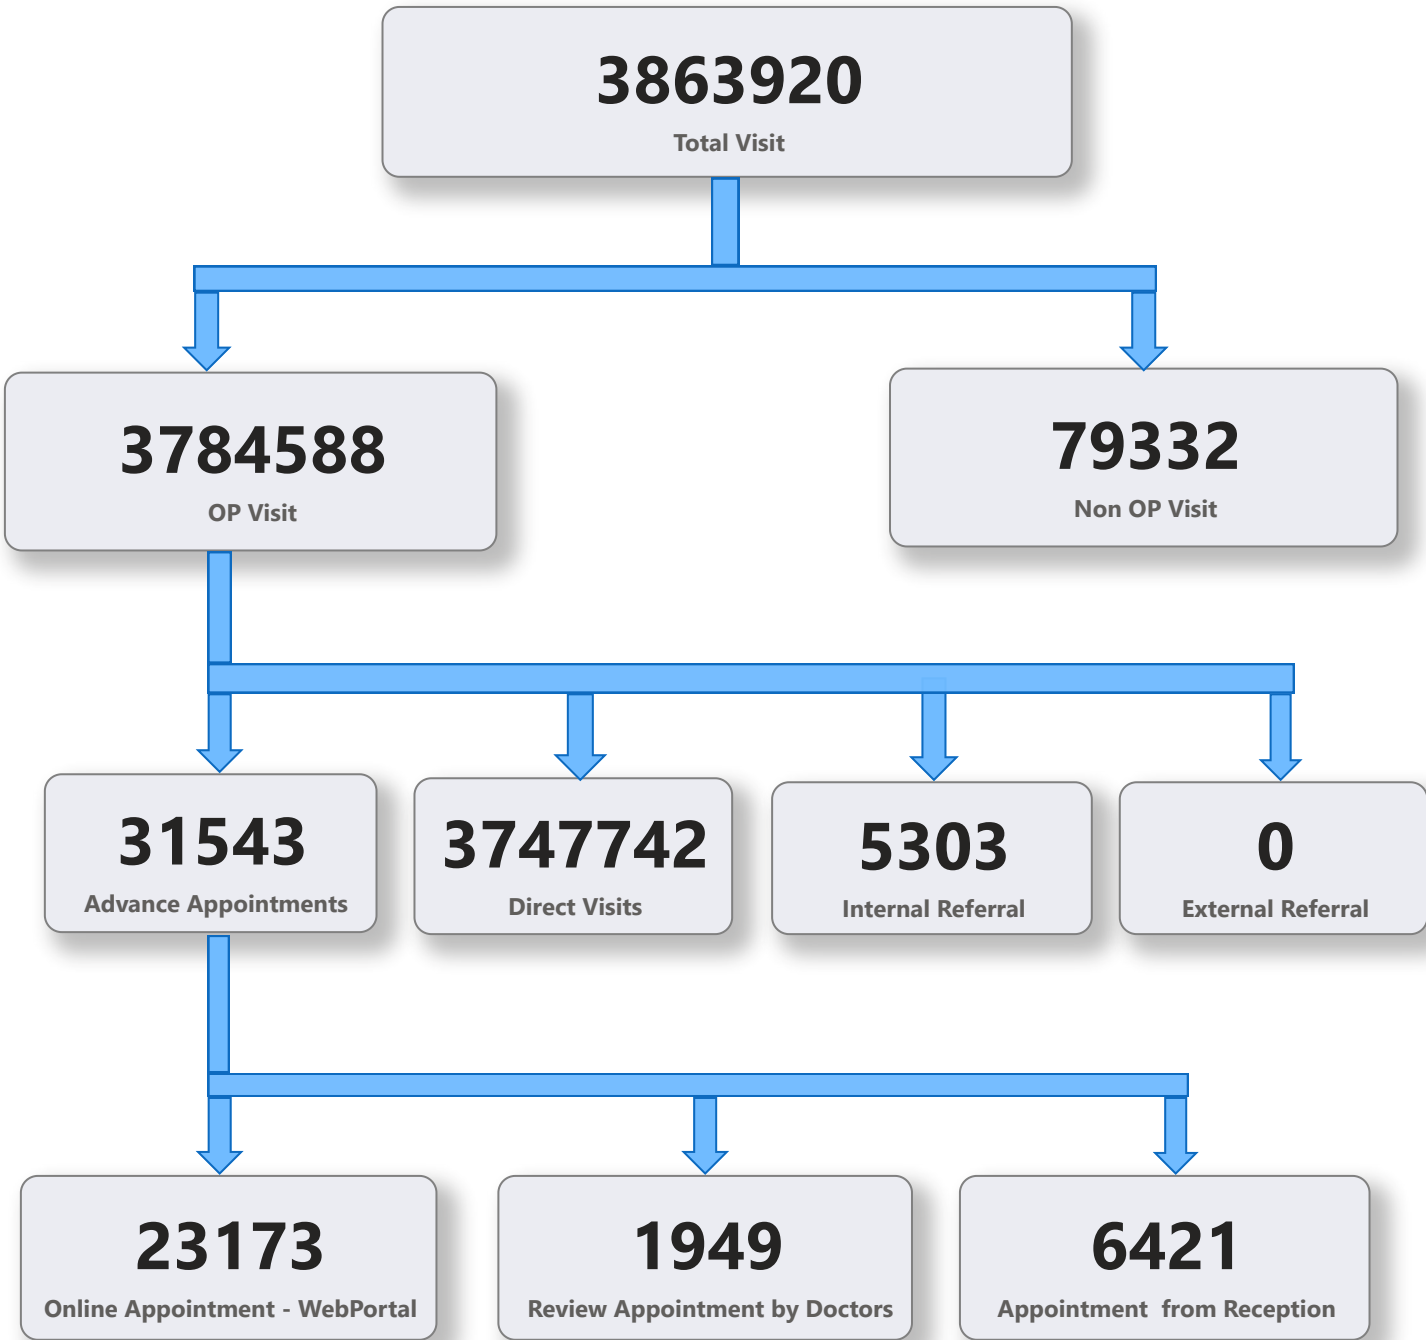 3863920
Total Visit
3784588
OP Visit
79332
Non OP Visit
31543
Advance Appointments
3747742
Direct Visits
5303
Internal Referral
0
External Referral
23173
Online Appointment - WebPortal
1949
Review Appointment by Doctors
6421
Appointment  from Reception